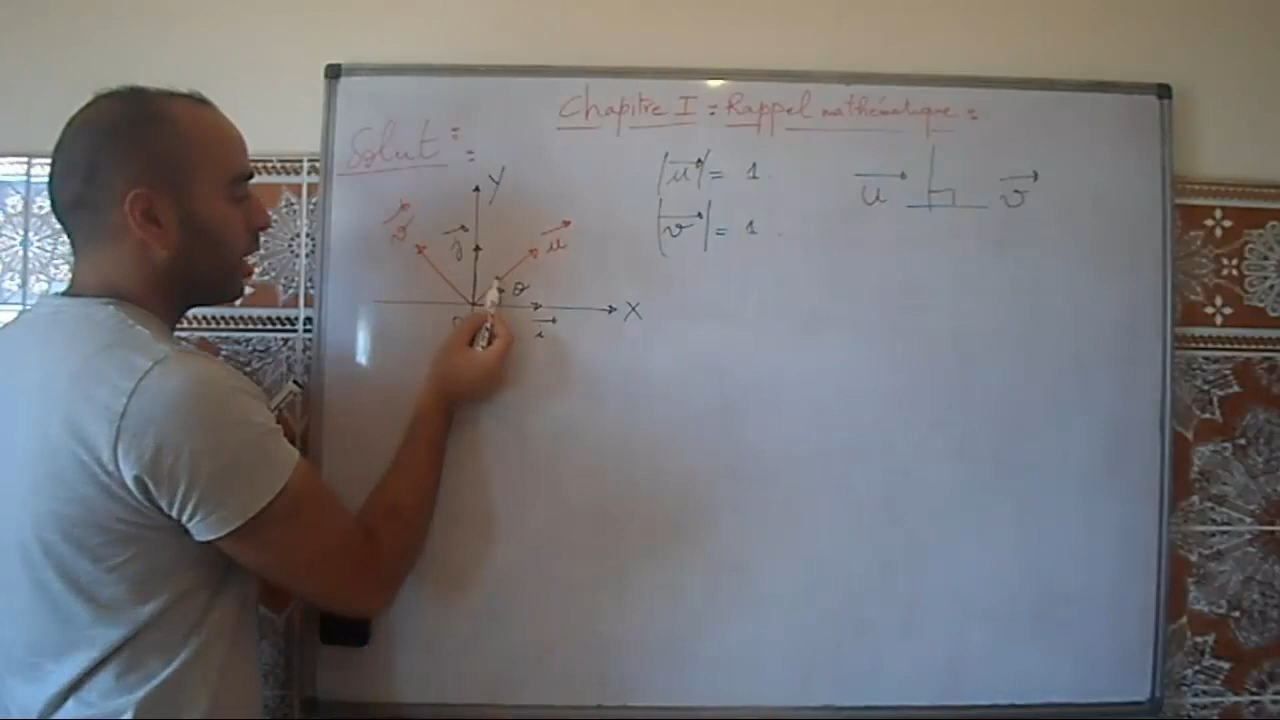 Chapitre I : Rappel mathématique :
Solut° :
|u⃗| = 1.
|v⃗| = 1.
u⃗ ⊥ v⃗
Y
v⃗
j⃗
u⃗
θ
X
i⃗